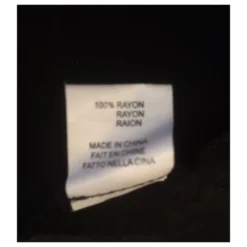 100% RAYON
RAYON
RAION
MADE IN CHINA
FAIT EN CHINE
FATTO NELLA CINA